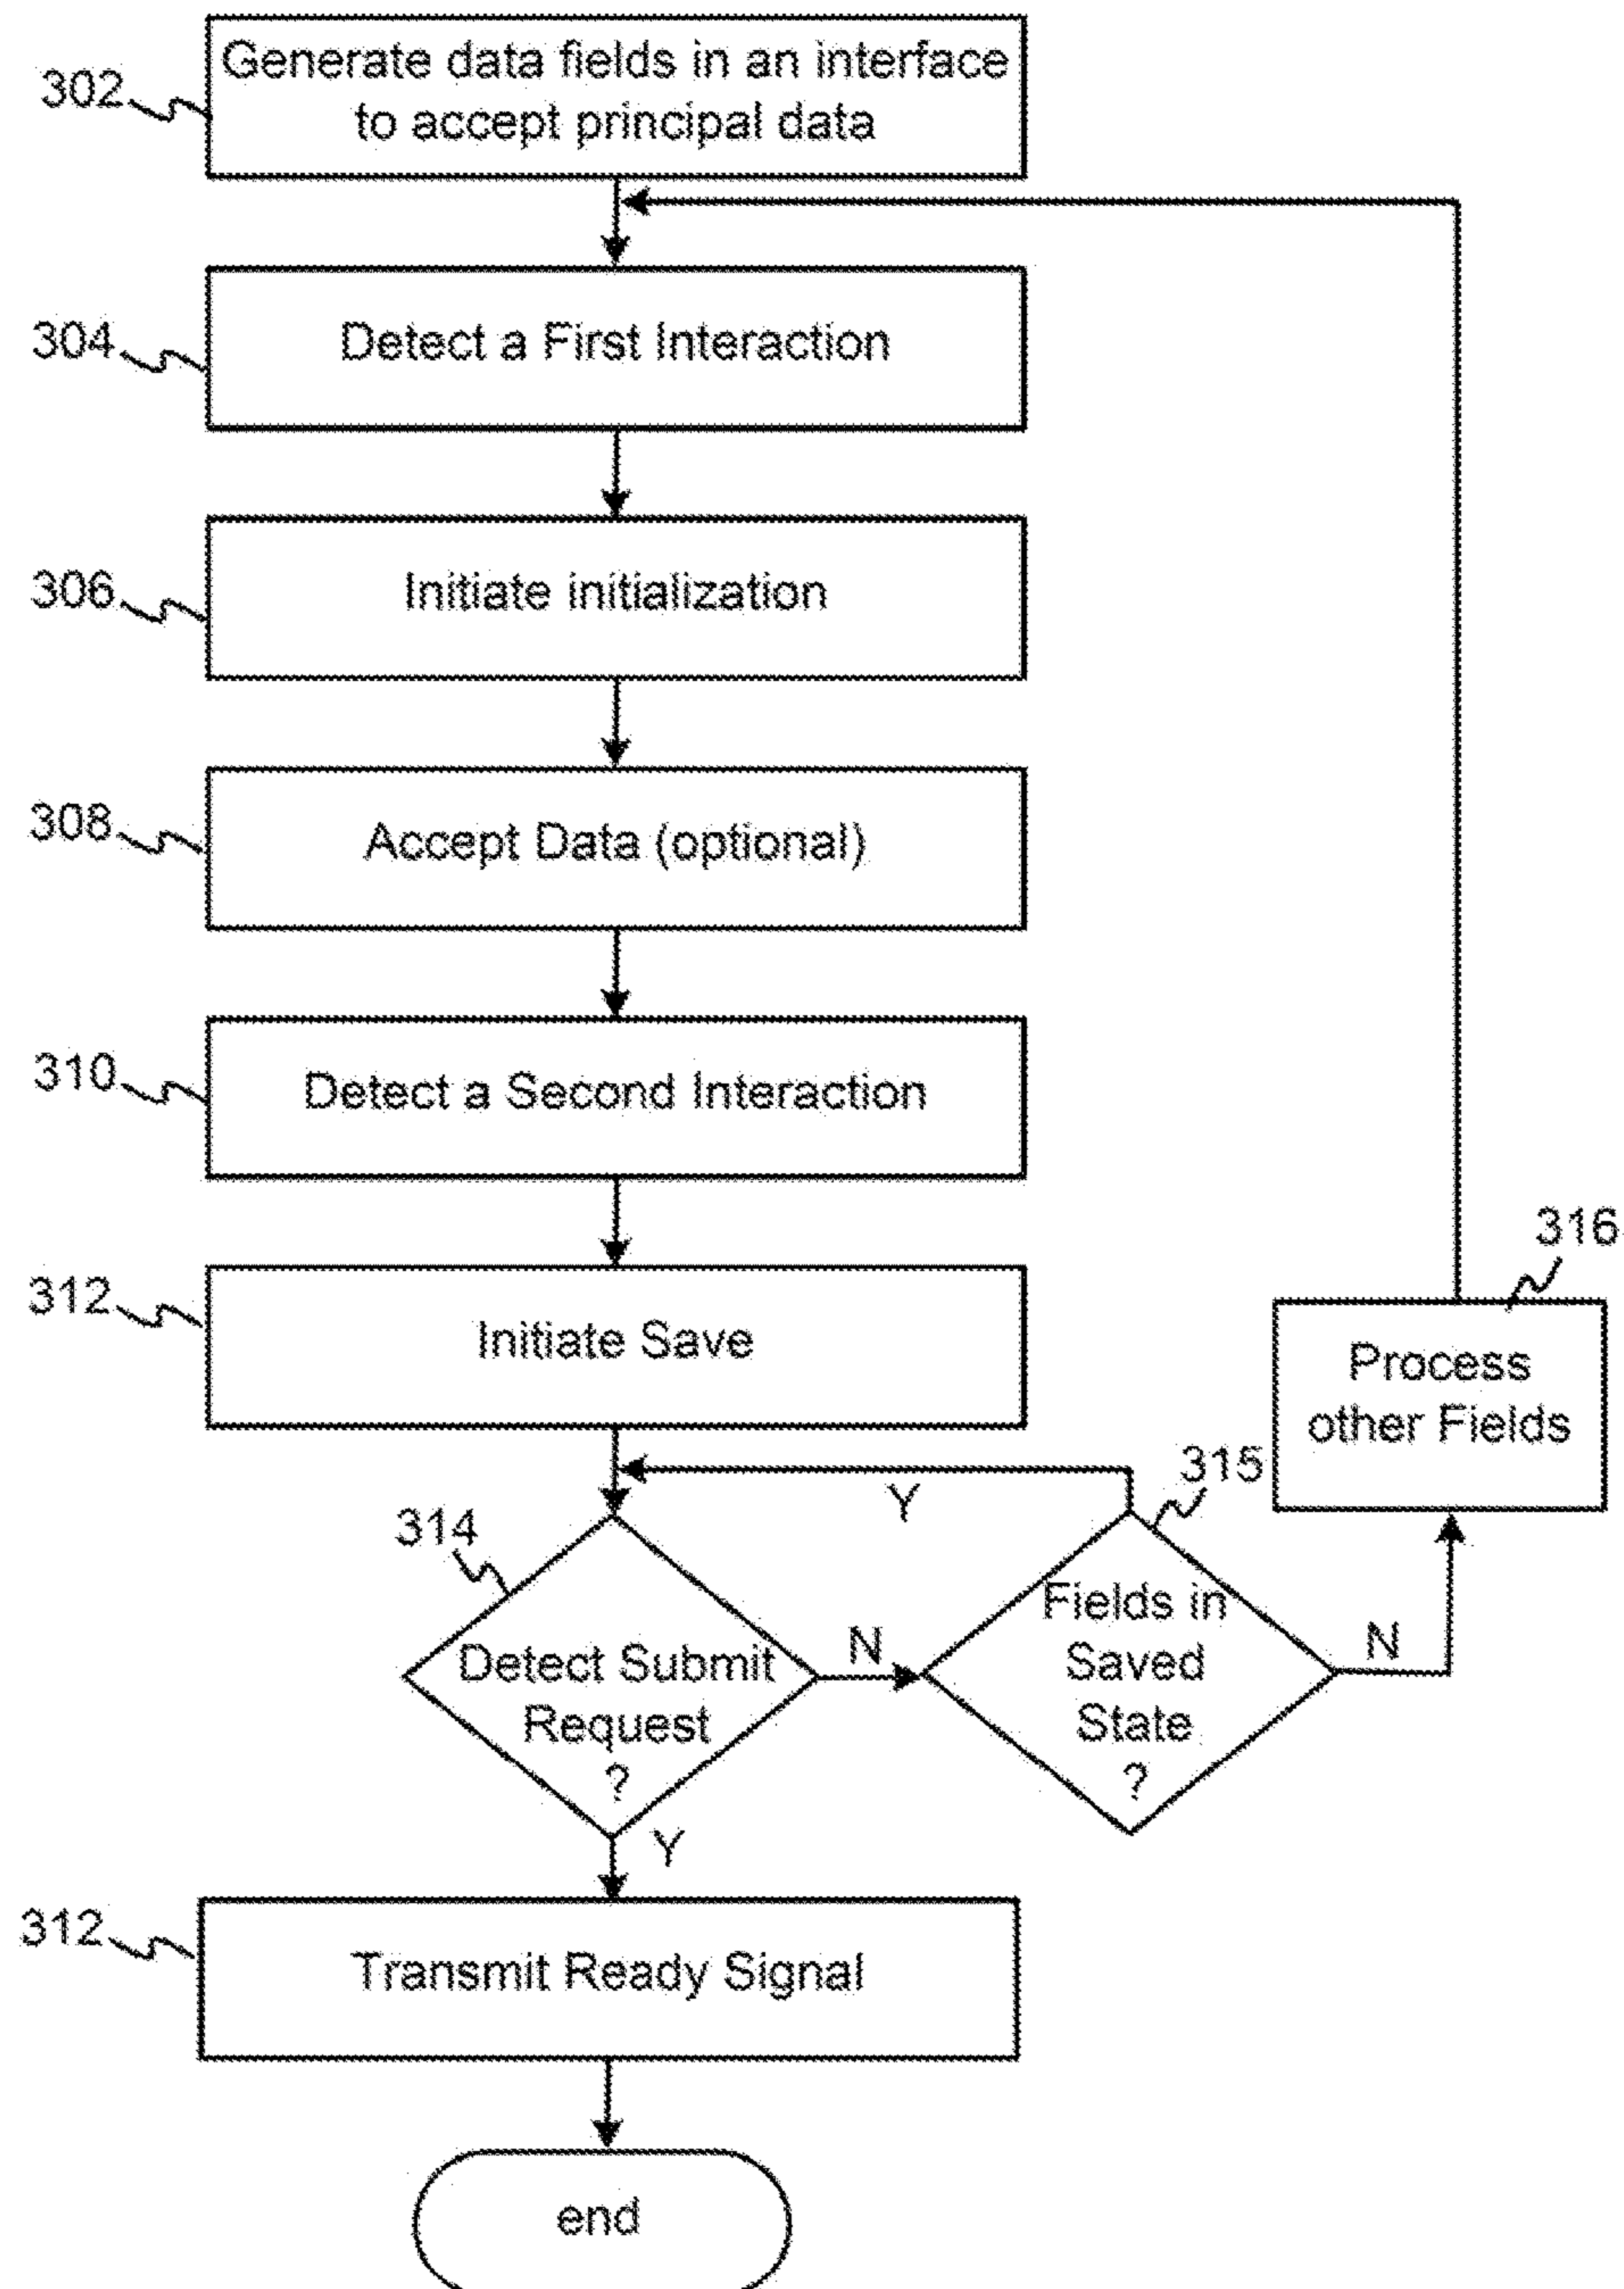 302
Generate data fields in an interface
to accept principal data
304
Detect a First Interaction
306
Initiate initialization
308
Accept Data (optional)
310
Detect a Second Interaction
312
Initiate Save
316
Process
other Fields
314
Detect Submit
Request
?
N
315
Y
Fields in
Saved
State
?
N
Y
312
Transmit Ready Signal
end